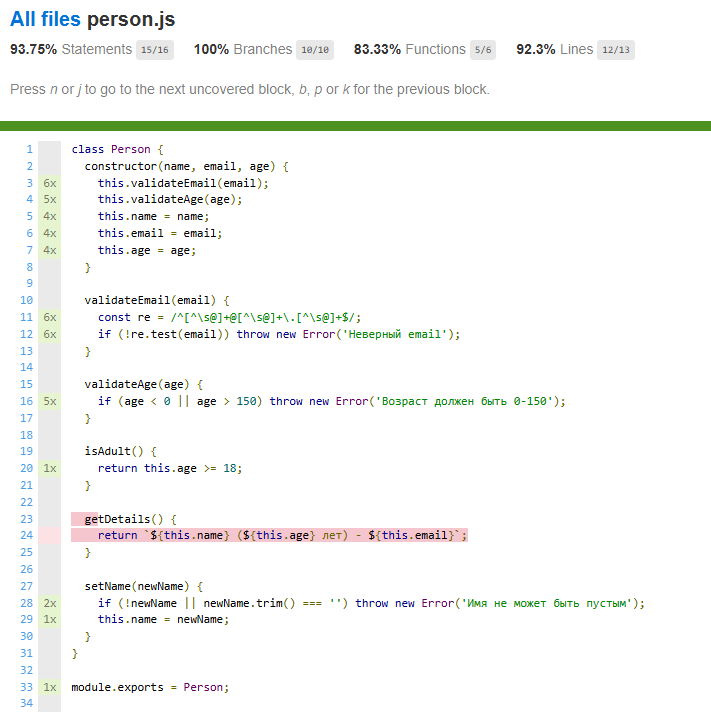 All files person.js
93.75% Statements 15/16 100% Branches 10/10 83.33% Functions 5/6 92.3% Lines 12/13
Press n or j to go to the next uncovered block, b, p or k for the previous block.
1 class Person {
2 constructor(name, email, age) {
3 6x this.validateEmail(email);
4 5x this.validateAge(age);
5 4x this.name = name;
6 4x this.email = email;
7 4x this.age = age;
8 }
9
10 validateEmail(email) {
11 6x const re = /^[^\s@]+@[^\s@]+\.[^\s@]+$/;
12 6x if (!re.test(email)) throw new Error('Неверный email');
13 }
14
15 validateAge(age) {
16 5x if (age < 0 || age > 150) throw new Error('Возраст должен быть 0-150');
17 }
18
19 isAdult() {
20 1x return this.age >= 18;
21 }
22
23 getDetails() {
24 return `${this.name} (${this.age} лет) - ${this.email}`;
25 }
26
27 setName(newName) {
28 2x if (!newName || newName.trim() === '') throw new Error('Имя не может быть пустым');
29 1x this.name = newName;
30 }
31 }
32
33 1x module.exports = Person;
34